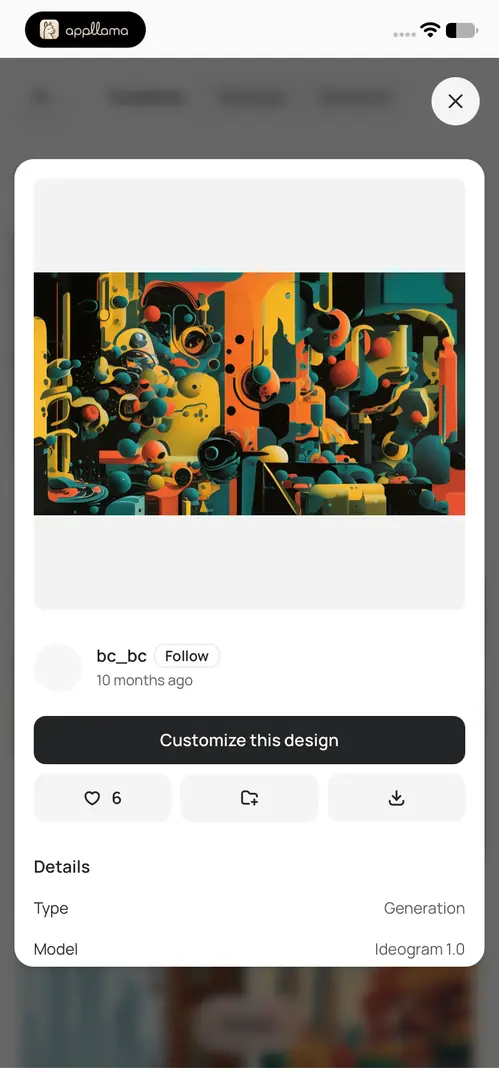 appllama
bc_bc Follow
10 months ago
Customize this design
6
Details
Type Generation
Model Ideogram 1.0